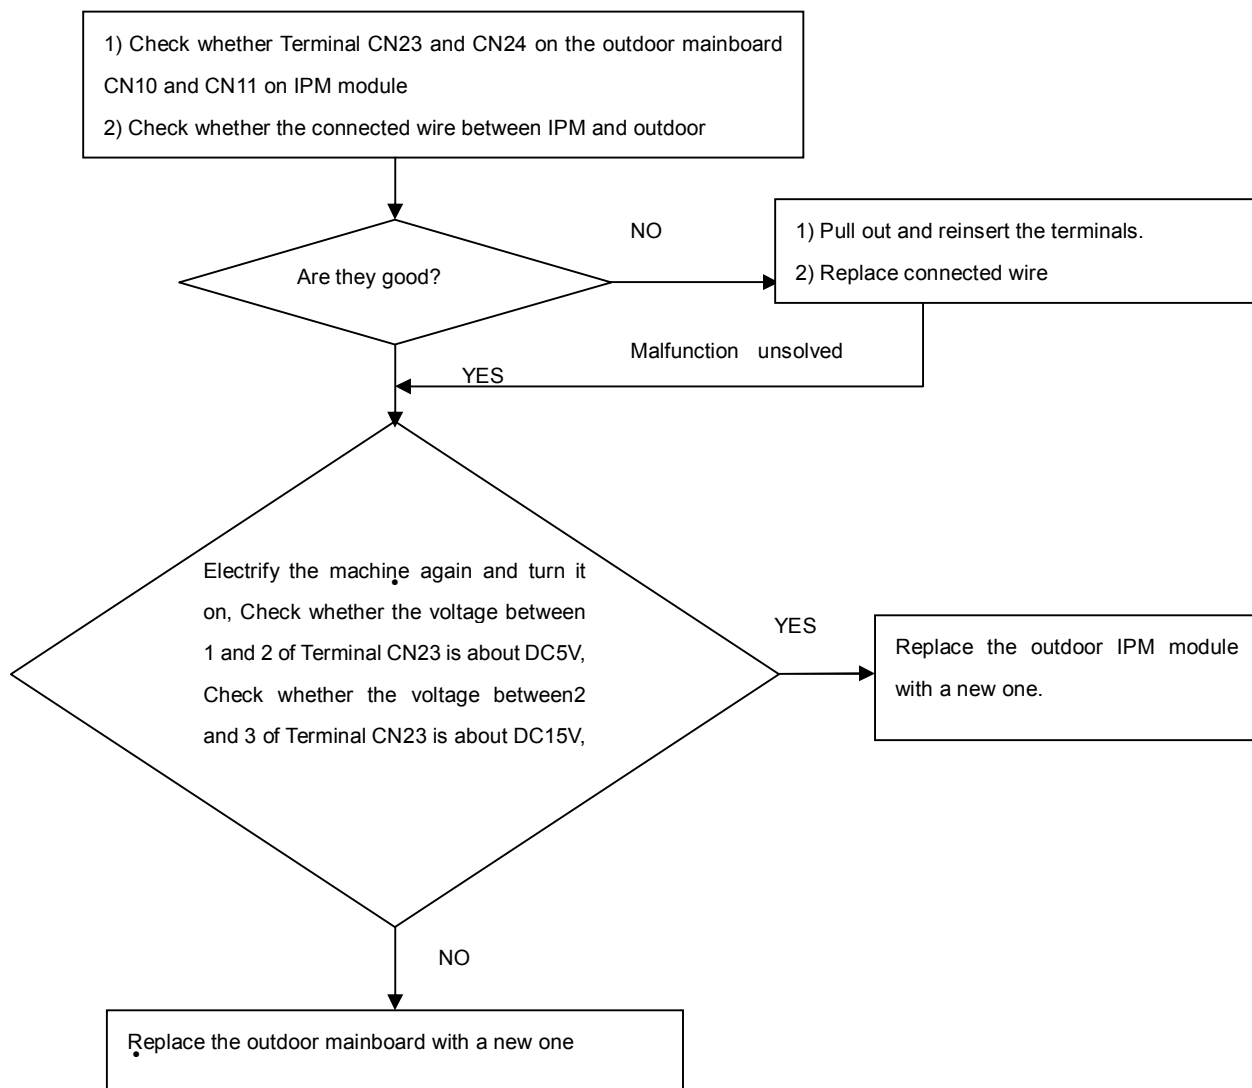 1) Check whether Terminal CN23 and CN24 on the outdoor mainboard
CN10 and CN11 on IPM module
2) Check whether the connected wire between IPM and outdoor
NO
1) Pull out and reinsert the terminals.
2) Replace connected wire
Are they good?
Malfunction unsolved
YES
Electrify the machine again and turn it
on, Check whether the voltage between
1 and 2 of Terminal CN23 is about DC5V,
Check whether the voltage between2
and 3 of Terminal CN23 is about DC15V,
YES
Replace the outdoor IPM module
with a new one.
NO
Replace the outdoor mainboard with a new one